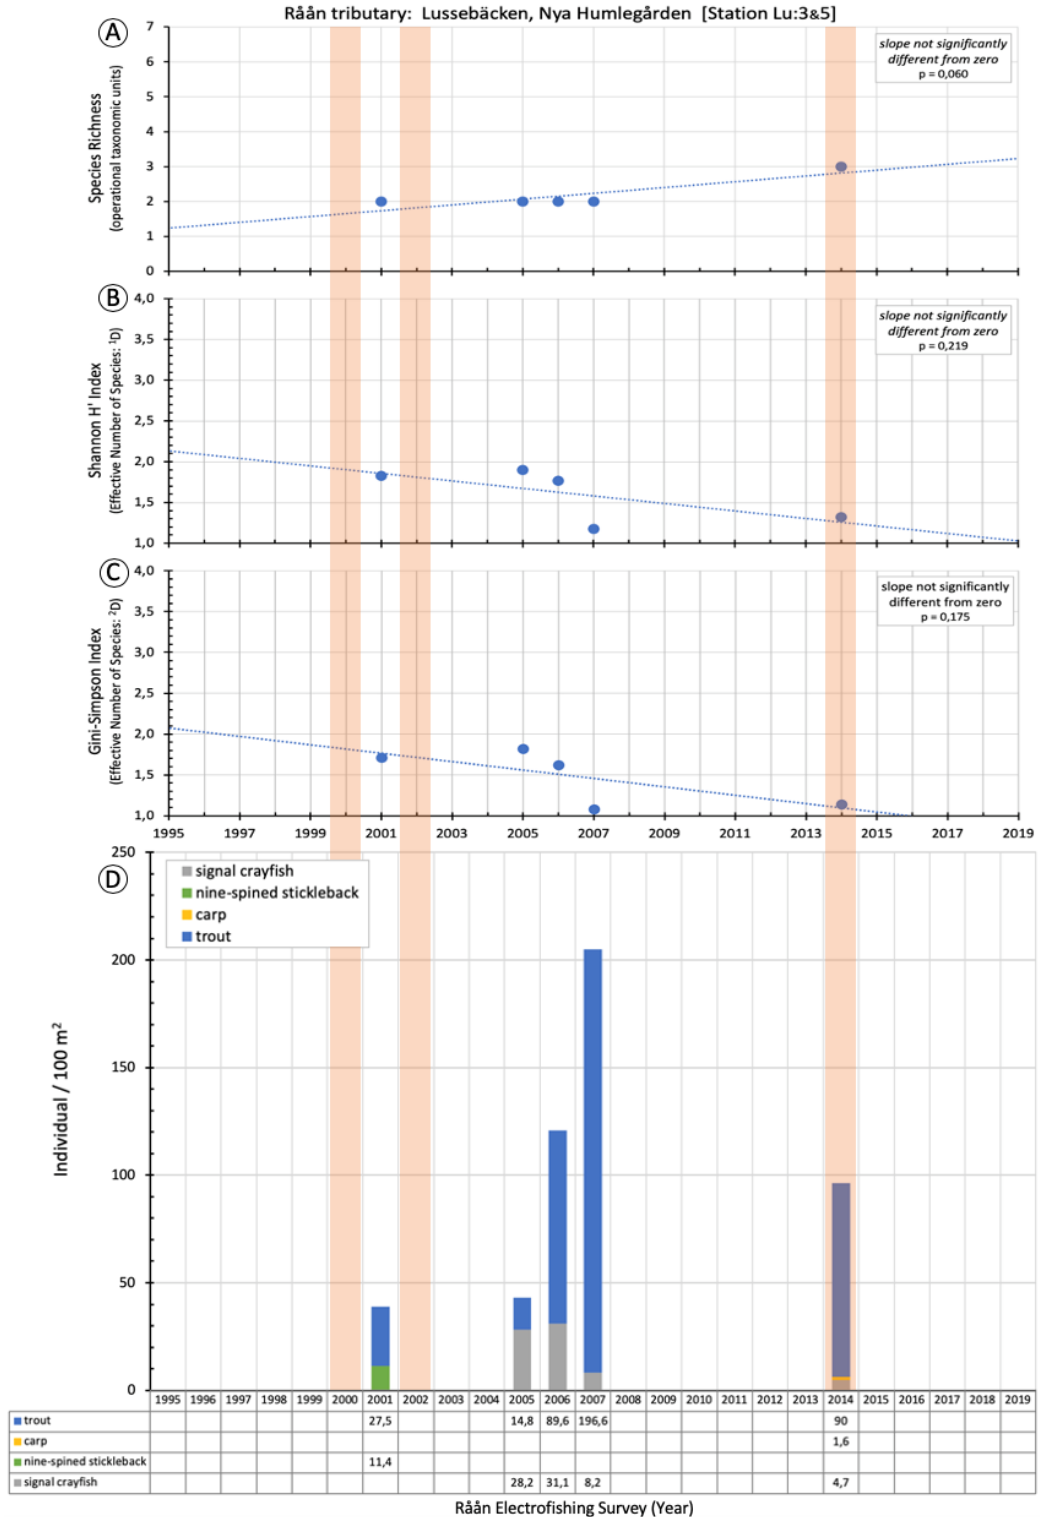 Råån tributary: Lussebäcken, Nya Humlegården [Station Lu:3&5]
A
Species Richness
(operational taxonomic units)
7
6
5
4
3
2
1
0
slope not significantly
different from zero
p = 0,060
B
Shannon H' Index
(Effective Number of Species: ¹D)
4,0
3,5
3,0
2,5
2,0
1,5
1,0
slope not significantly
different from zero
p = 0,219
C
Gini-Simpson Index
(Effective Number of Species: ²D)
4,0
3,5
3,0
2,5
2,0
1,5
1,0
slope not significantly
different from zero
p = 0,175
1995 1997 1999 2001 2003 2005 2007 2009 2011 2013 2015 2017 2019
D
Individual / 100 m²
250
200
150
100
50
0
signal crayfish
nine-spined stickleback
carp
trout
1995 1996 1997 1998 1999 2000 2001 2002 2003 2004 2005 2006 2007 2008 2009 2010 2011 2012 2013 2014 2015 2016 2017 2018 2019
trout 27,5 14,8 89,6 196,6 90
carp 1,6
nine-spined stickleback 11,4
signal crayfish 28,2 31,1 8,2 4,7
Råån Electrofishing Survey (Year)